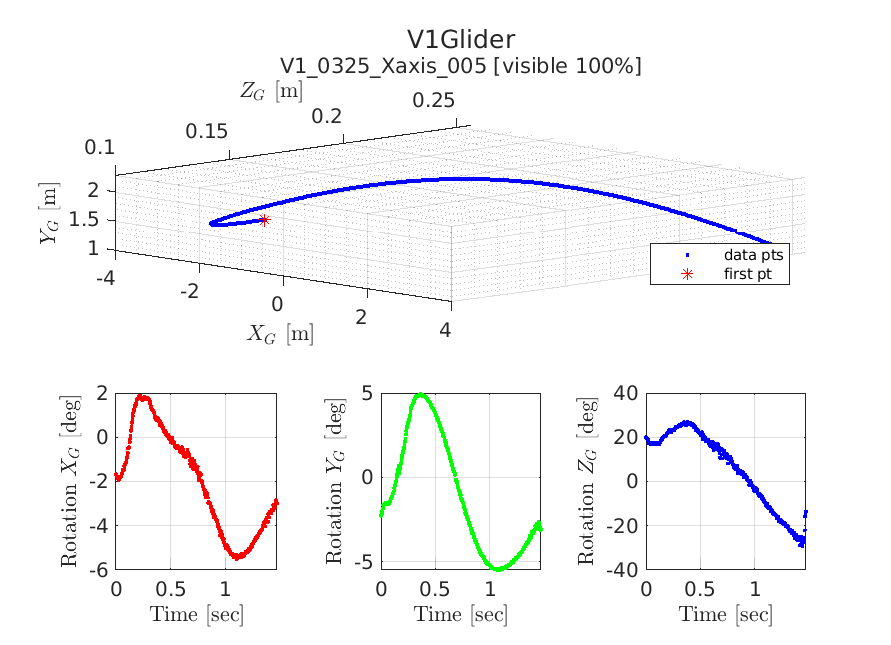 V1Glider
V1_0325_Xaxis_005 [visible 100%]
Z_G [m]
0.1
0.15
0.2
0.25
Y_G [m]
2
1.5
1
-4
-2
0
2
4
X_G [m]
data pts
first pt
Rotation X_G [deg]
2
0
-2
-4
-6
0
0.5
1
Time [sec]
Rotation Y_G [deg]
5
0
-5
0
0.5
1
Time [sec]
Rotation Z_G [deg]
40
20
0
-20
-40
0
0.5
1
Time [sec]